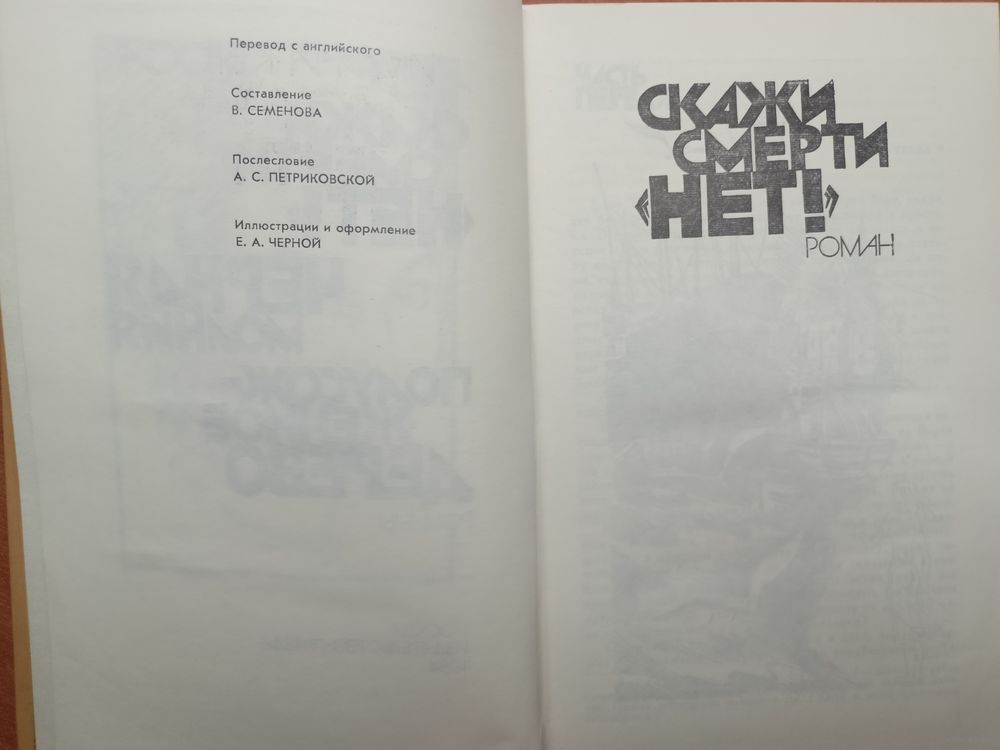 Перевод с английского
Составление
В. СЕМЕНОВА
Послесловие
А. С. ПЕТРИКОВСКОЙ
Иллюстрации и оформление
Е. А. ЧЕРНОЙ
СКАЖИ
СМЕРТИ
«НЕТ!»
РОМАН